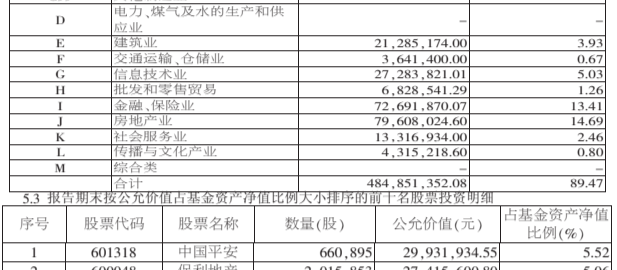 D 电力、煤气及水的生产和供应业 – –
E 建筑业 21,285,174.00 3.93
F 交通运输、仓储业 3,641,400.00 0.67
G 信息技术业 27,283,821.01 5.03
H 批发和零售贸易 6,828,541.29 1.26
I 金融、保险业 72,691,870.07 13.41
J 房地产业 79,608,024.60 14.69
K 社会服务业 13,316,934.00 2.46
L 传播与文化产业 4,315,218.60 0.80
M 综合类 – –
合计 484,851,352.08 89.47
5.3 报告期末按公允价值占基金资产净值比例大小排序的前十名股票投资明细
序号 股票代码 股票名称 数量(股) 公允价值(元) 占基金资产净值比例(%)
1 601318 中国平安 660,895 29,931,934.55 5.52